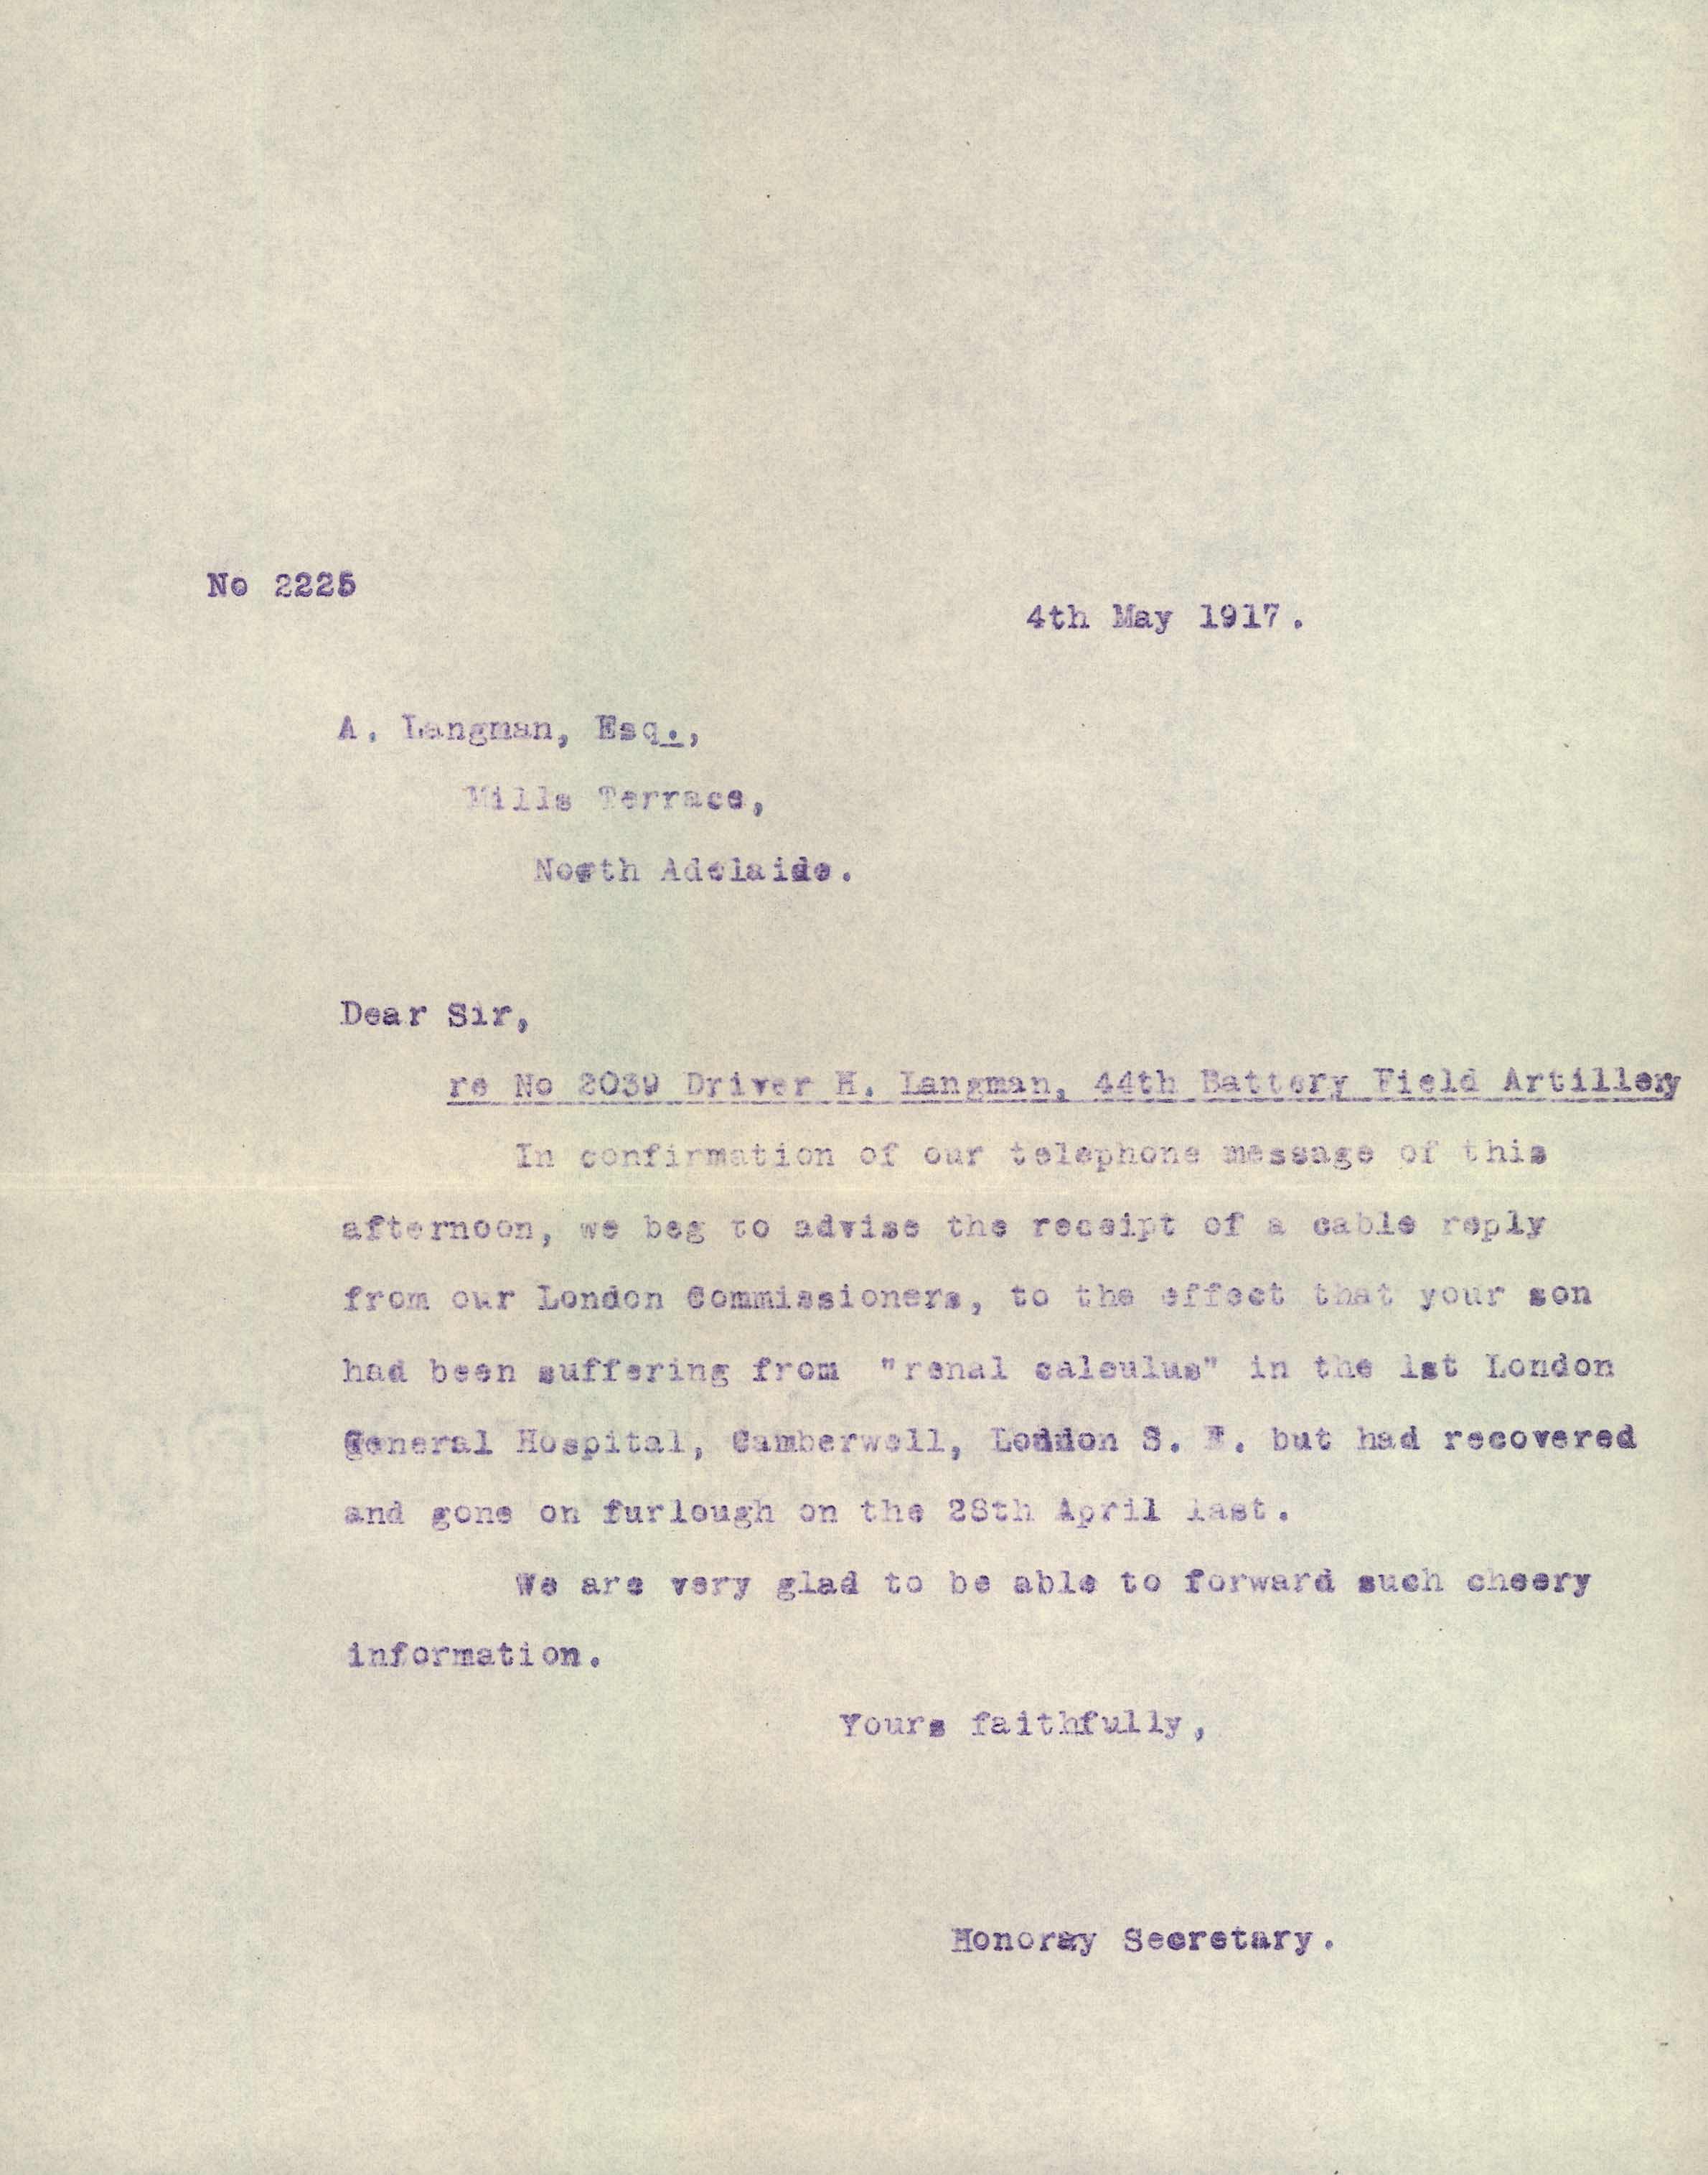 No 2225
4th May 1917.
A. Langman, Esq.,
Mills Terrace,
North Adelaide.
Dear Sir,
re No 2039 Driver H. Langman, 44th Battery Field Artillery
In confirmation of our telephone message of this
afternoon, we beg to advise the receipt of a cable reply
from our London Commissioners, to the effect that your son
had been suffering from "renal calculus" in the 1st London
General Hospital, Camberwell, London S. E. but had recovered
and gone on furlough on the 28th April last.
We are very glad to be able to forward such cheery
information.
Yours faithfully,
Honoray Secretary.